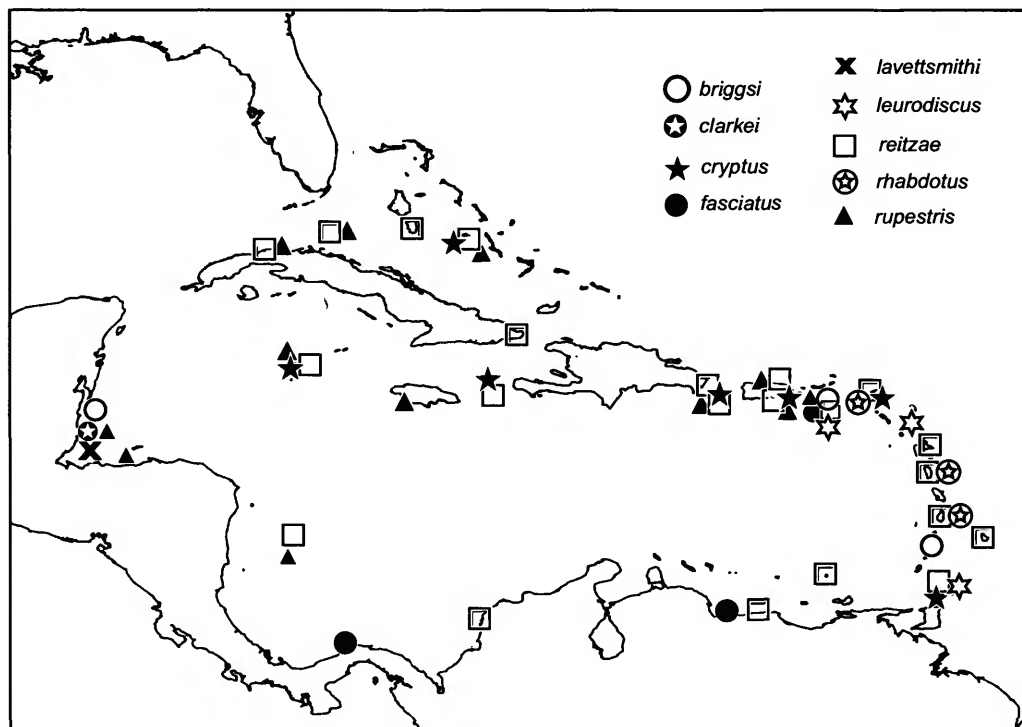 briggsi
clarkei
cryptus
fasciatus
lavettsmithi
leurodiscus
reitzae
rhabdotus
rupestris